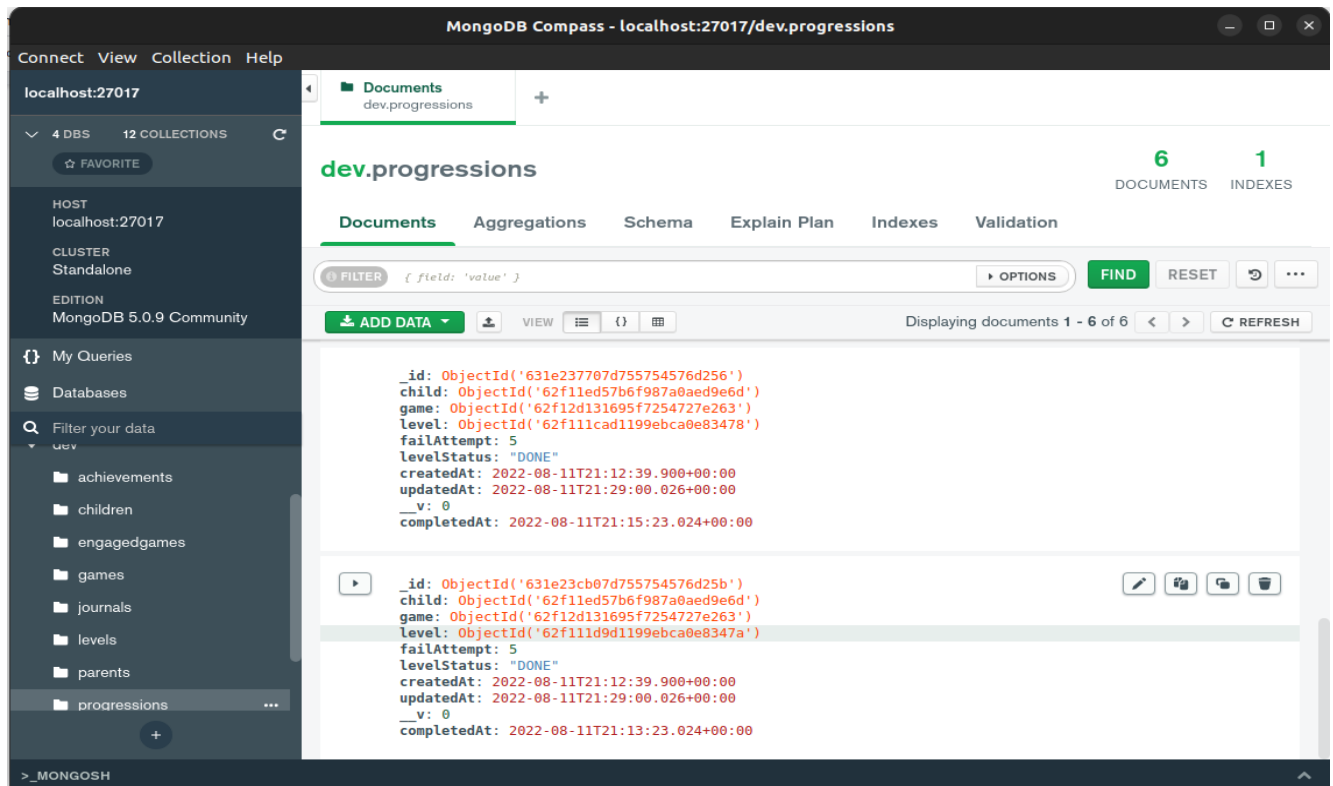 MongoDB Compass - localhost:27017/dev.progressions
Connect View Collection Help
localhost:27017
4 DBS 12 COLLECTIONS
FAVORITE
HOST
localhost:27017
CLUSTER
Standalone
EDITION
MongoDB 5.0.9 Community
{} My Queries
Databases
Filter your data
dev
achievements
children
engagedgames
games
journals
levels
parents
progressions ...
+
>_MONGOSH
Documents
dev.progressions
+
dev.progressions
6
DOCUMENTS
1
INDEXES
Documents Aggregations Schema Explain Plan Indexes Validation
FILTER { field: 'value' } OPTIONS FIND RESET ...
ADD DATA VIEW {} Displaying documents 1 - 6 of 6 < > REFRESH
_id: ObjectId('631e237707d755754576d256')
child: ObjectId('62f11ed57b6f987a0aed9e6d')
game: ObjectId('62f12d131695f7254727e263')
level: ObjectId('62f111cad1199ebca0e83478')
failAttempt: 5
levelStatus: "DONE"
createdAt: 2022-08-11T21:12:39.900+00:00
updatedAt: 2022-08-11T21:29:00.026+00:00
__v: 0
completedAt: 2022-08-11T21:15:23.024+00:00
_id: ObjectId('631e23cb07d755754576d25b')
child: ObjectId('62f11ed57b6f987a0aed9e6d')
game: ObjectId('62f12d131695f7254727e263')
level: ObjectId('62f111d9d1199ebca0e8347a')
failAttempt: 5
levelStatus: "DONE"
createdAt: 2022-08-11T21:12:39.900+00:00
updatedAt: 2022-08-11T21:29:00.026+00:00
__v: 0
completedAt: 2022-08-11T21:13:23.024+00:00